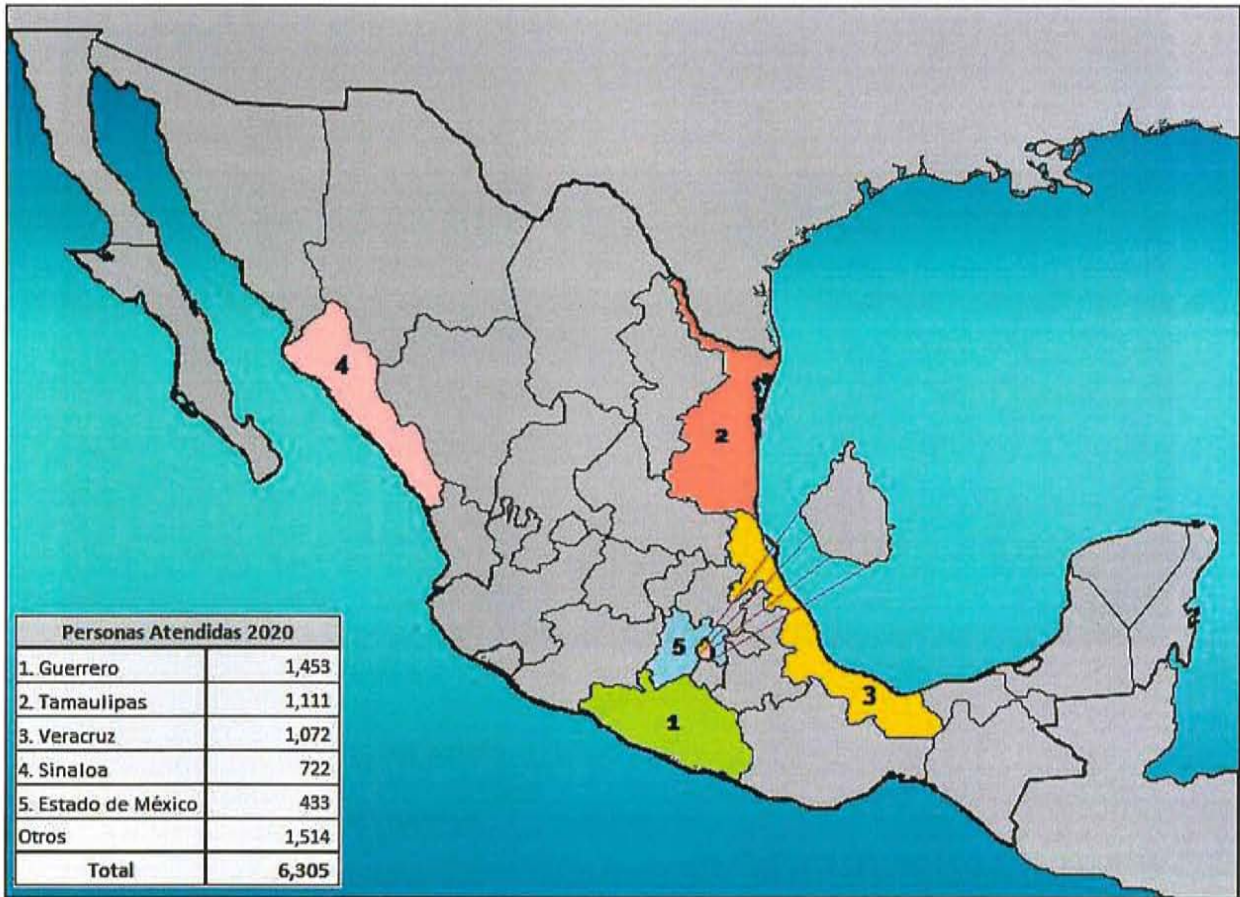 4
2
5
3
1
Personas Atendidas 2020
1. Guerrero 1,453
2. Tamaulipas 1,111
3. Veracruz 1,072
4. Sinaloa 722
5. Estado de México 433
Otros 1,514
Total 6,305